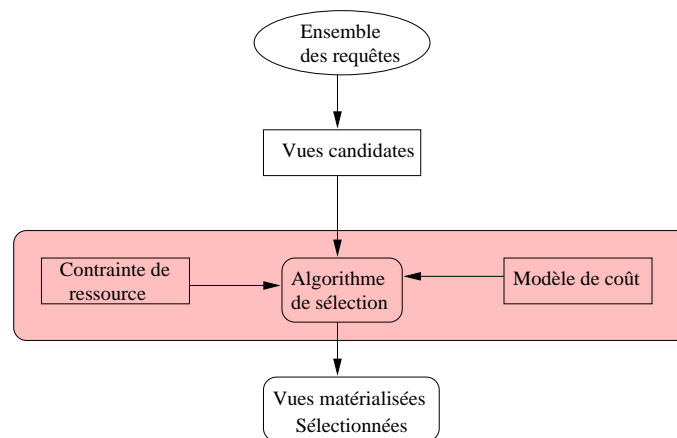 Ensemble
des requêtes
Vues candidates
Contrainte de
ressource
Algorithme
de sélection
Modèle de coût
Vues matérialisées
Sélectionnées